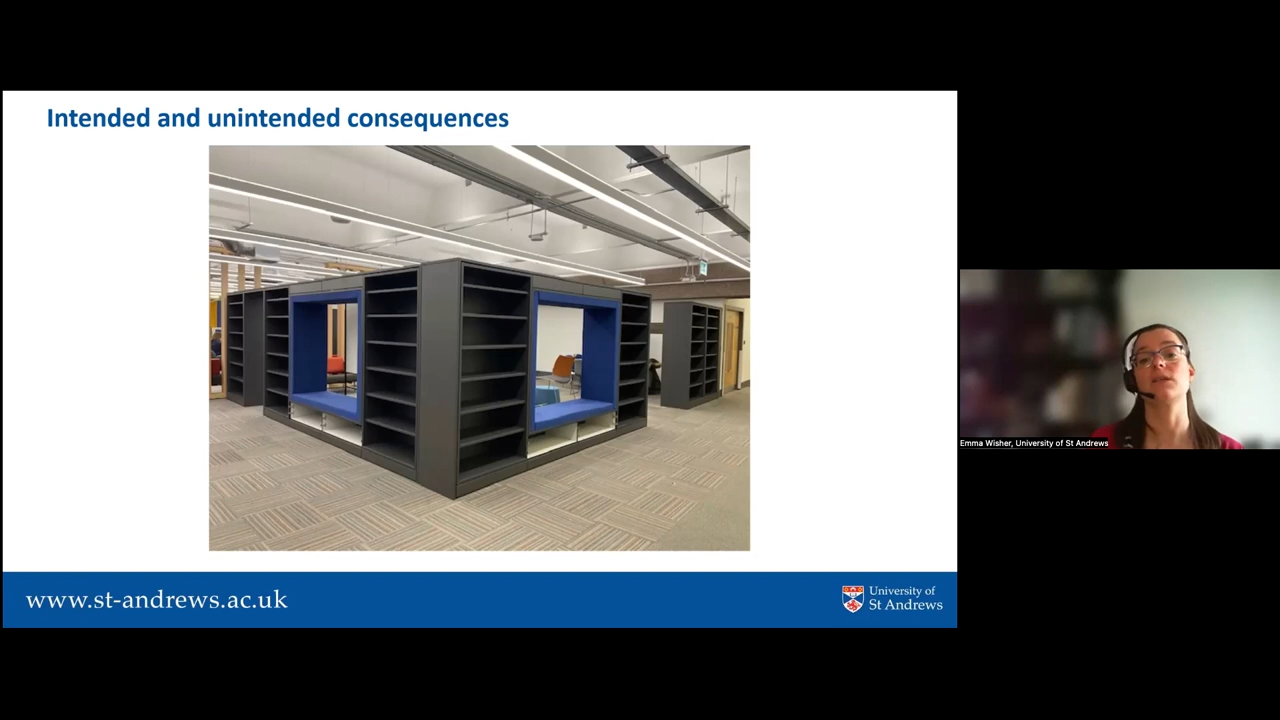 Intended and unintended consequences
www.st-andrews.ac.uk
University of
St Andrews
Emma Wisher, University of St Andrews